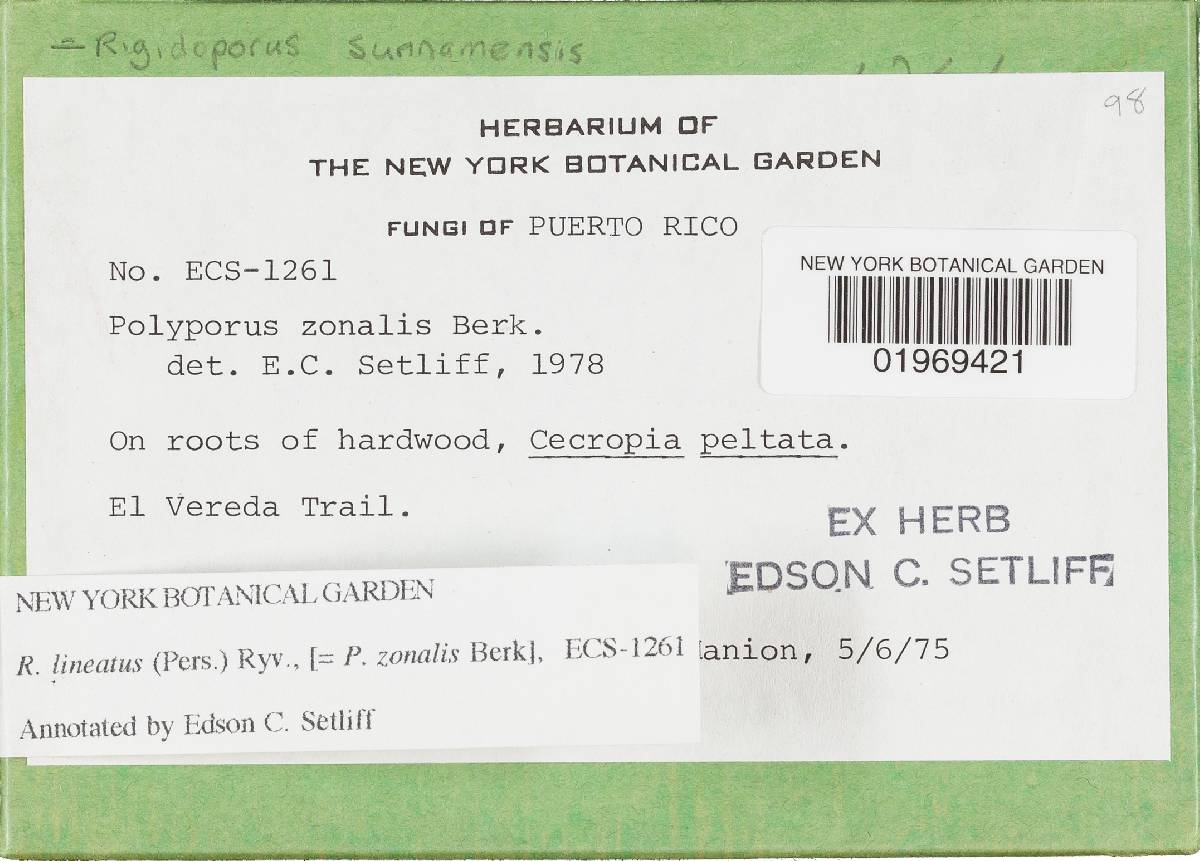 = Rigidoporus surinamensis
98
HERBARIUM OF
THE NEW YORK BOTANICAL GARDEN
FUNGI OF PUERTO RICO
No. ECS-1261
NEW YORK BOTANICAL GARDEN
01969421
Polyporus zonalis Berk.
det. E.C. Setliff, 1978
On roots of hardwood, Cecropia peltata.
El Vereda Trail.
EX HERB
EDSON C. SETLIFF
NEW YORK BOTANICAL GARDEN
R. lineatus (Pers.) Ryv., [= P. zonalis Berk], ECS-1261
anion, 5/6/75
Annotated by Edson C. Setliff